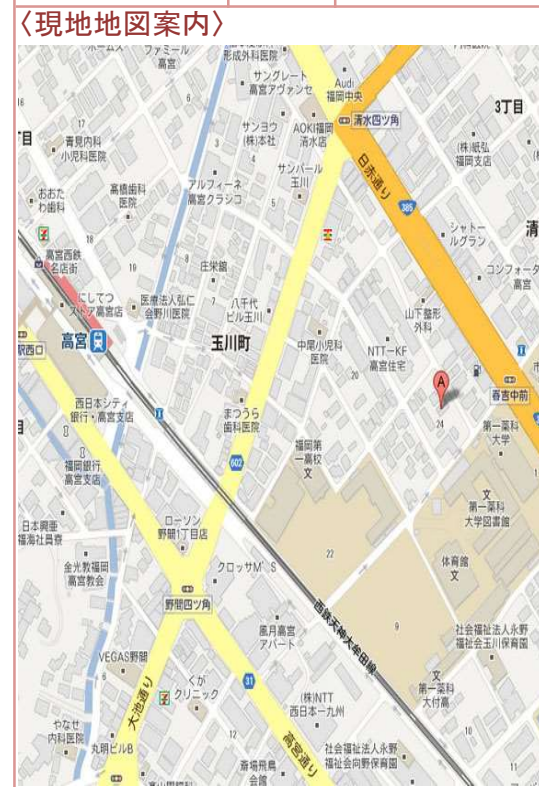 〈現地地図案内〉
ファミール
高宮
形成外科医院
サングレート
高宮アヴァンセ
Audi
福岡中央
清水四ツ角
3丁目
サンヨウ
(株)本社
AOKI福岡
清水店
(株)紙弘
福岡支店
青見内科
小児科医院
サンパール
玉川
日赤通り
385
高橋歯科
医院
アルフィーネ
高宮クラシコ
おおた
わ歯科
シャトー
ルグラン
清
高宮西鉄
名店街
庄栄舘
コンフォータ
高宮
にしてつ
ストア高宮店
医療法人弘仁
会野川医院
八千代
ビル玉川
山下整形
外科
高宮
駅西口
玉川町
中尾小児科
医院
NTT-KF
高宮住宅
20
A
春吉中前
西日本シティ
銀行・高宮支店
まつうら
歯科医院
24
第一薬科
大学
福岡第
一高校
文
福岡銀行
高宮支店
602
文
第一薬科
大学図書館
ローソン
野間1丁目店
日本興亜
福海社員寮
22
体育館
文
金光教福岡
高宮教会
クロッサM'S
野間四ツ角
西鉄天神大牟田線
9
風月高宮
アパート
社会福祉法人永野
福祉会玉川保育園
VEGAS野間
31
文
第一薬科
大付高
くが
クリニック
大池通り
(株)NTT
西日本-九州
やなせ
内科医院
高宮通り
丸明ビルB
斎場飛鳥
会館
社会福祉法人永野
福祉会向野保育園
10
11